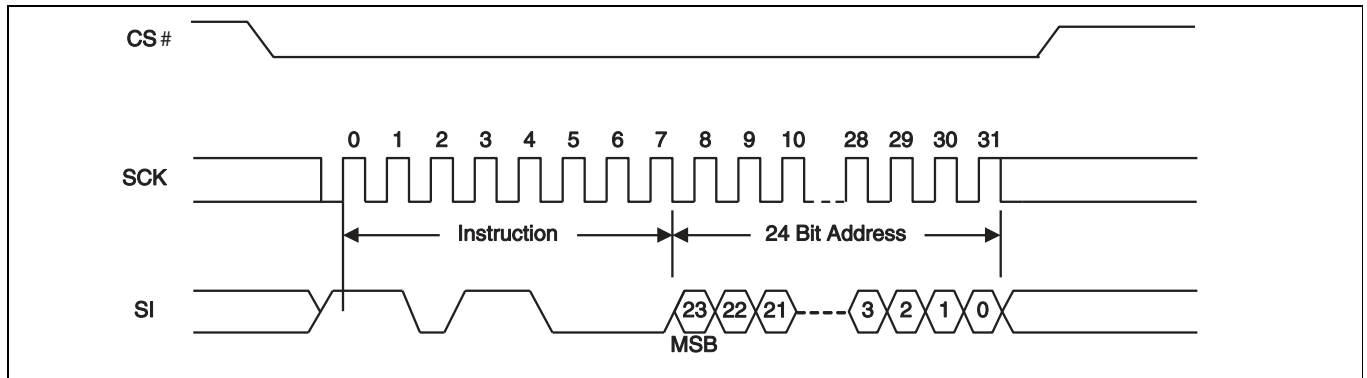 CS#
0 1 2 3 4 5 6 7 8 9 10 28 29 30 31
SCK
Instruction 24 Bit Address
SI 23 22 21 3 2 1 0
MSB